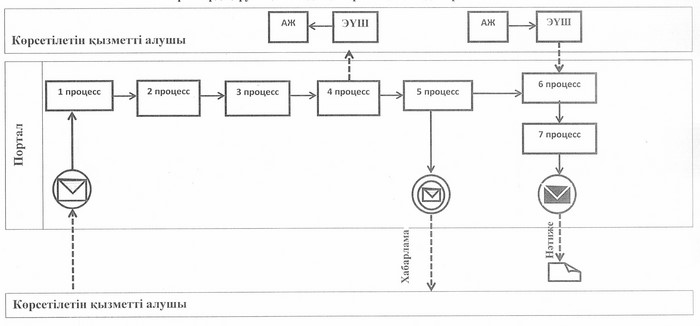 АЖ
ЭҮШ
АЖ
ЭҮШ
Көрсетілетін қызметті алушы
1 процесс
2 процесс
3 процесс
4 процесс
5 процесс
6 процесс
7 процесс
Портал
Хабарлама
Нәтиже
Көрсетілетін қызметті алушы